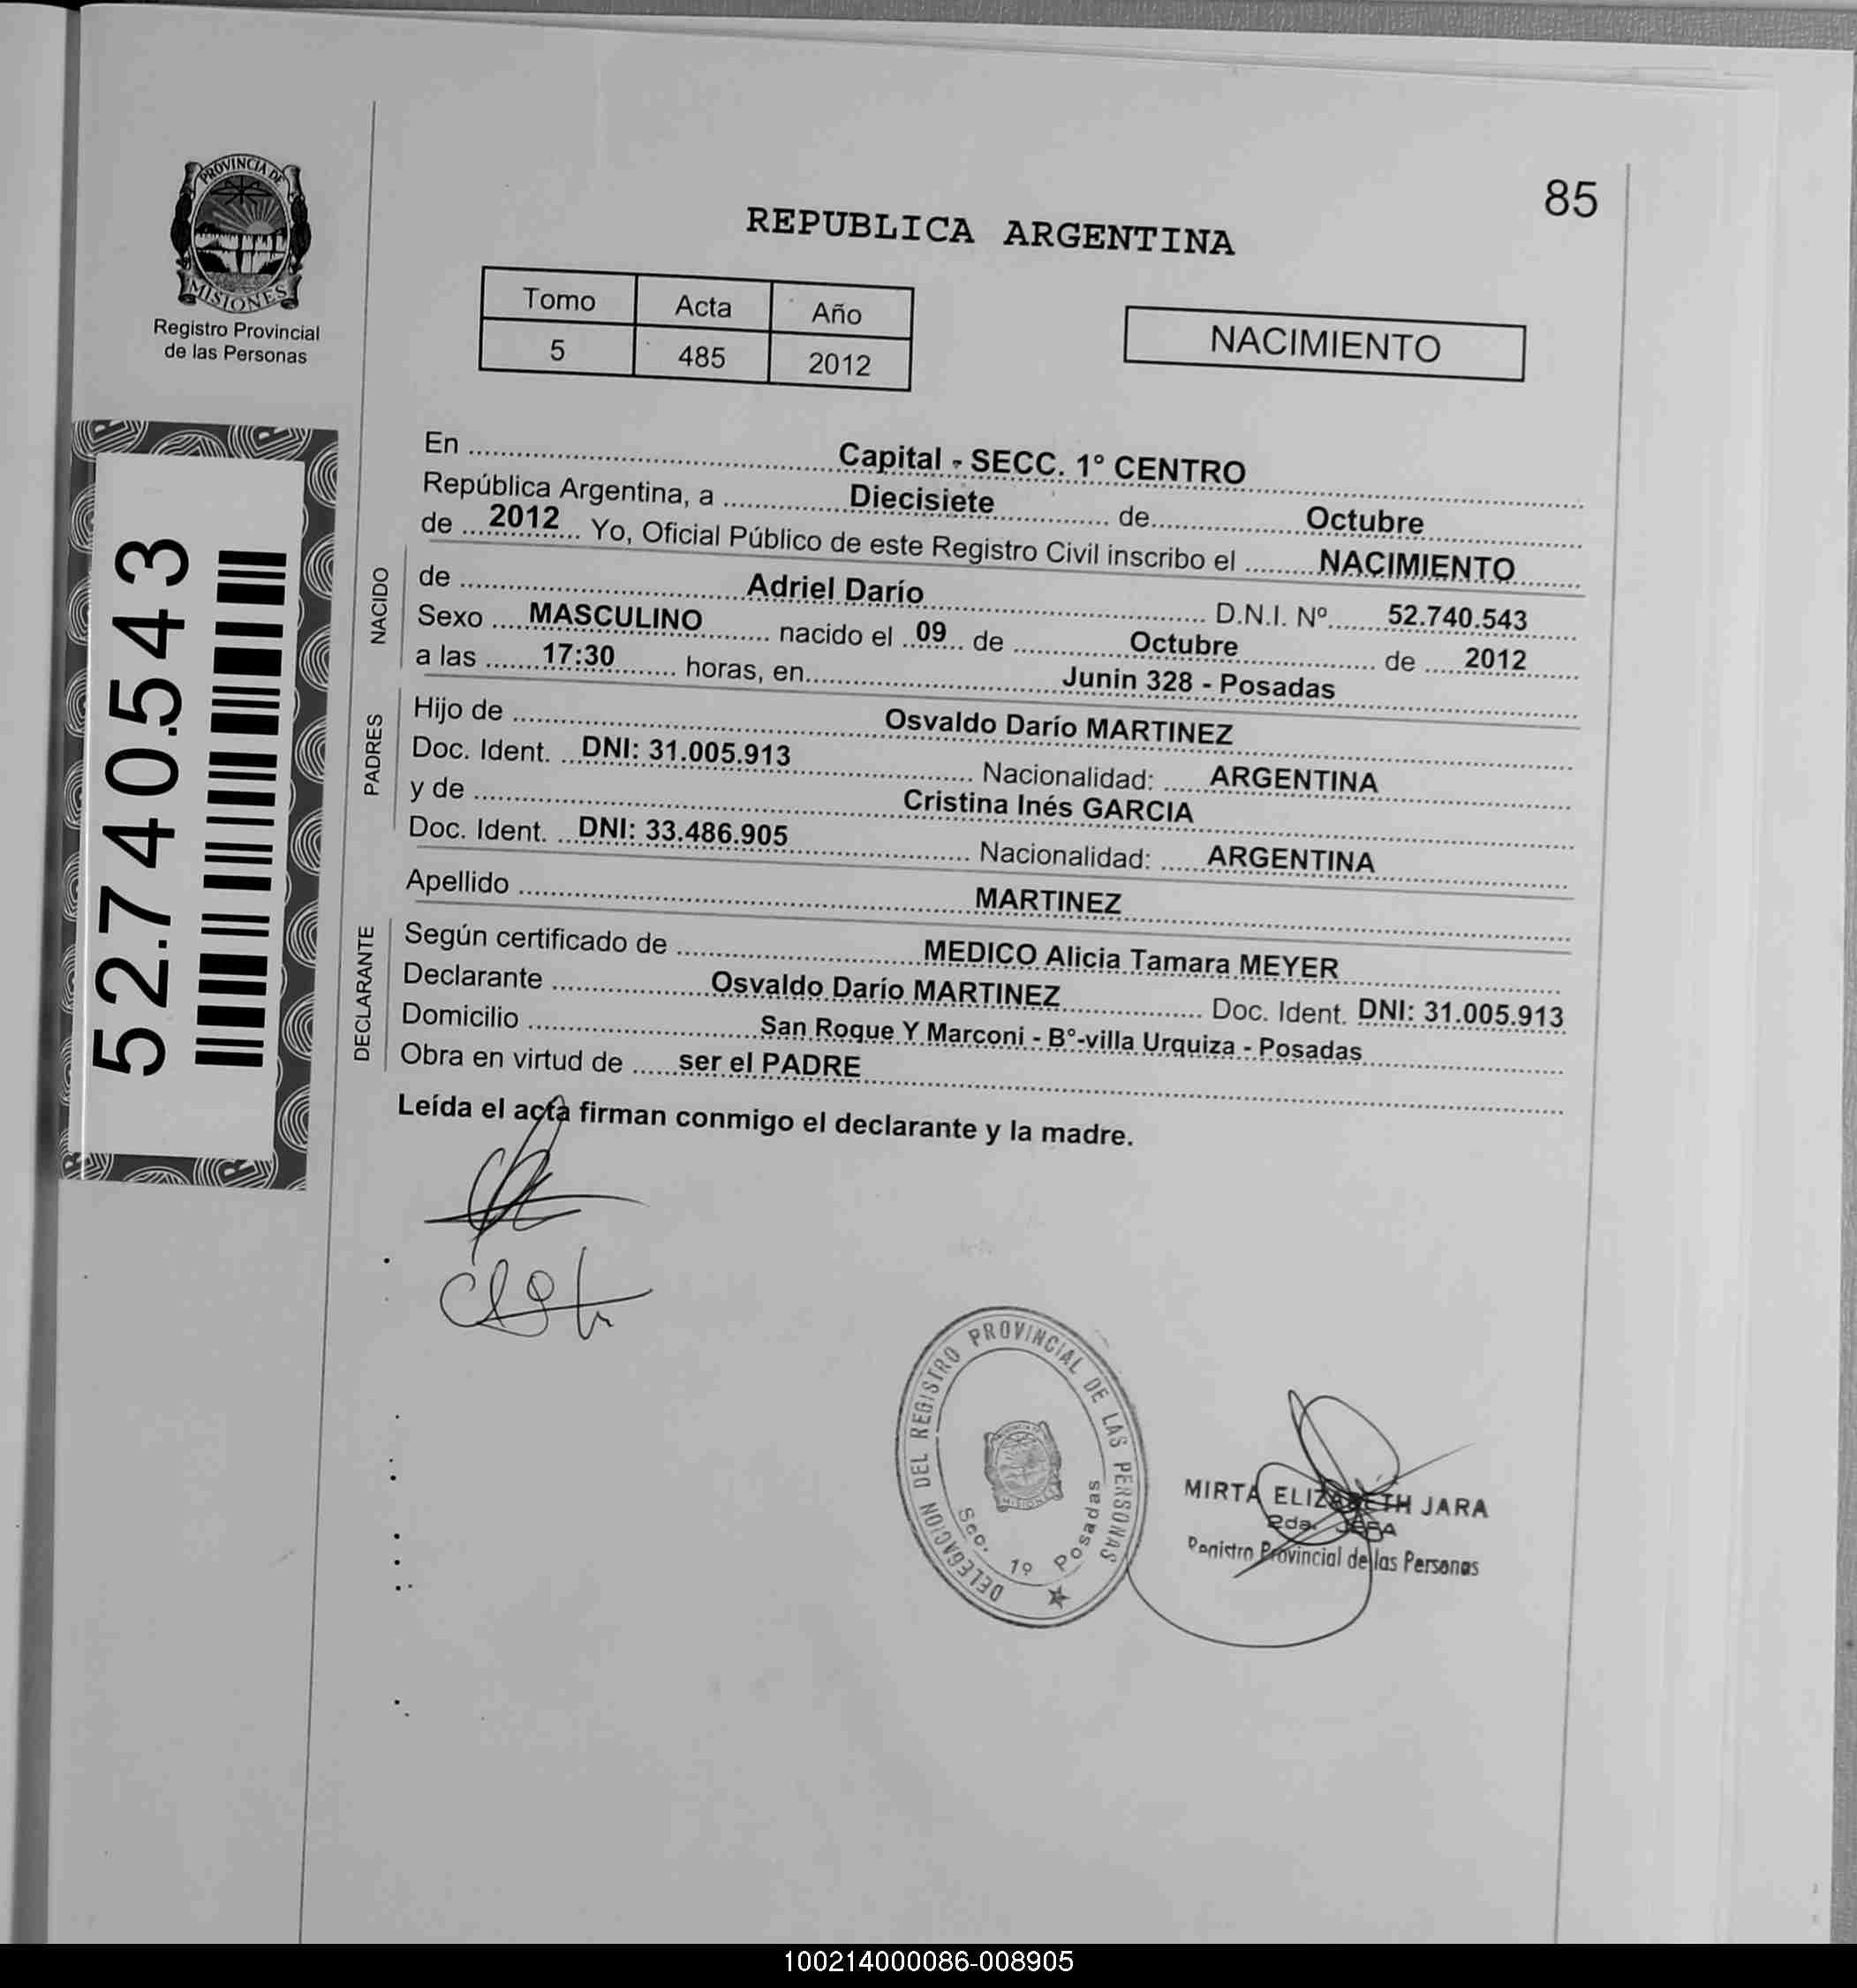 PROVINCIA DE
MISIONES
Registro Provincial
de las Personas
85
REPUBLICA ARGENTINA
Tomo Acta Año
5 485 2012
NACIMIENTO
52.740.543
En Capital - SECC. 1° CENTRO
República Argentina, a Diecisiete de Octubre
de 2012 Yo, Oficial Público de este Registro Civil inscribo el NACIMIENTO
NACIDO
de Adriel Darío D.N.I. Nº 52.740.543
Sexo MASCULINO nacido el 09 de Octubre de 2012
a las 17:30 horas, en Junin 328 - Posadas
PADRES
Hijo de Osvaldo Darío MARTINEZ
Doc. Ident. DNI: 31.005.913 Nacionalidad: ARGENTINA
y de Cristina Inés GARCIA
Doc. Ident. DNI: 33.486.905 Nacionalidad: ARGENTINA
Apellido MARTINEZ
DECLARANTE
Según certificado de MEDICO Alicia Tamara MEYER
Declarante Osvaldo Darío MARTINEZ Doc. Ident. DNI: 31.005.913
Domicilio San Roque Y Marconi - B°-villa Urquiza - Posadas
Obra en virtud de ser el PADRE
Leída el acta firman conmigo el declarante y la madre.
DELEGACION DEL REGISTRO PROVINCIAL DE LAS PERSONAS
Sec. 1º Posadas
MIRTA ELIZABETH JARA
2da. JEFA
Registro Provincial de las Personas
100214000086-008905